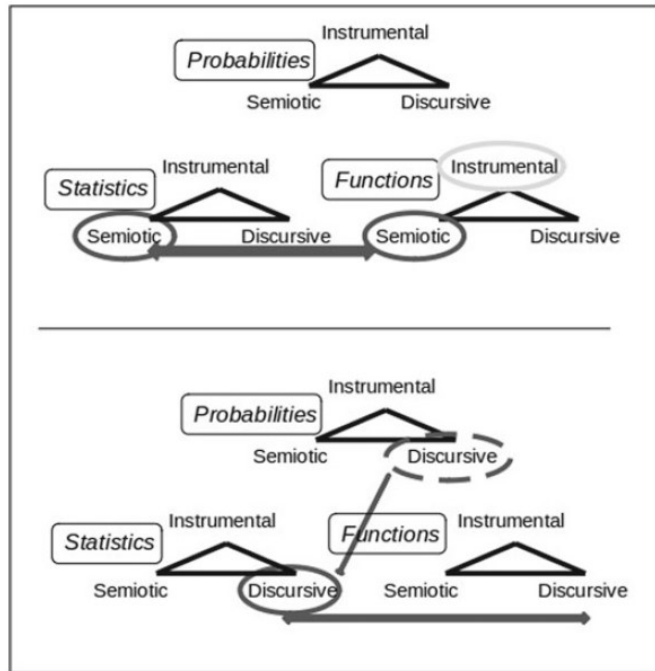 Instrumental
Probabilities
Semiotic Discursive
Instrumental Instrumental
Statistics Functions
Semiotic Discursive Semiotic Discursive
Instrumental
Probabilities
Semiotic Discursive
Instrumental Instrumental
Statistics Functions
Semiotic Discursive Semiotic Discursive